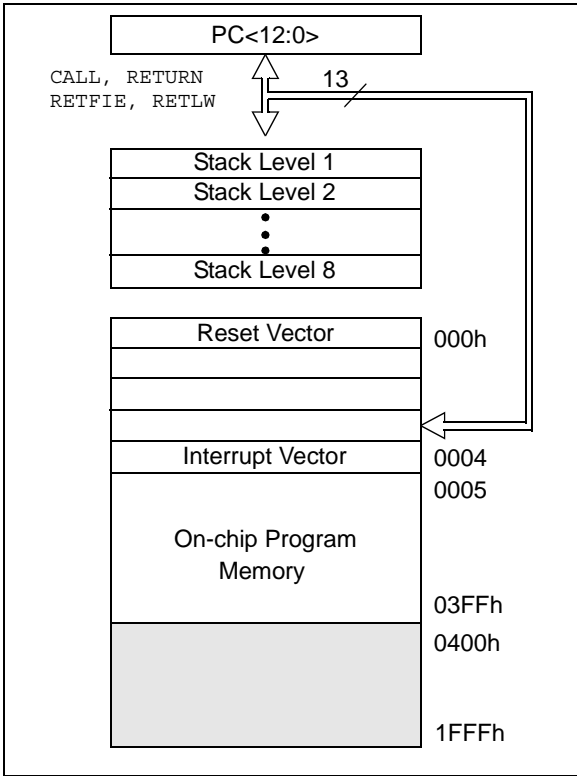 PC<12:0>
CALL, RETURN
RETFIE, RETLW
13
Stack Level 1
Stack Level 2
Stack Level 8
Reset Vector
000h
Interrupt Vector
0004
0005
On-chip Program
Memory
03FFh
0400h
1FFFh